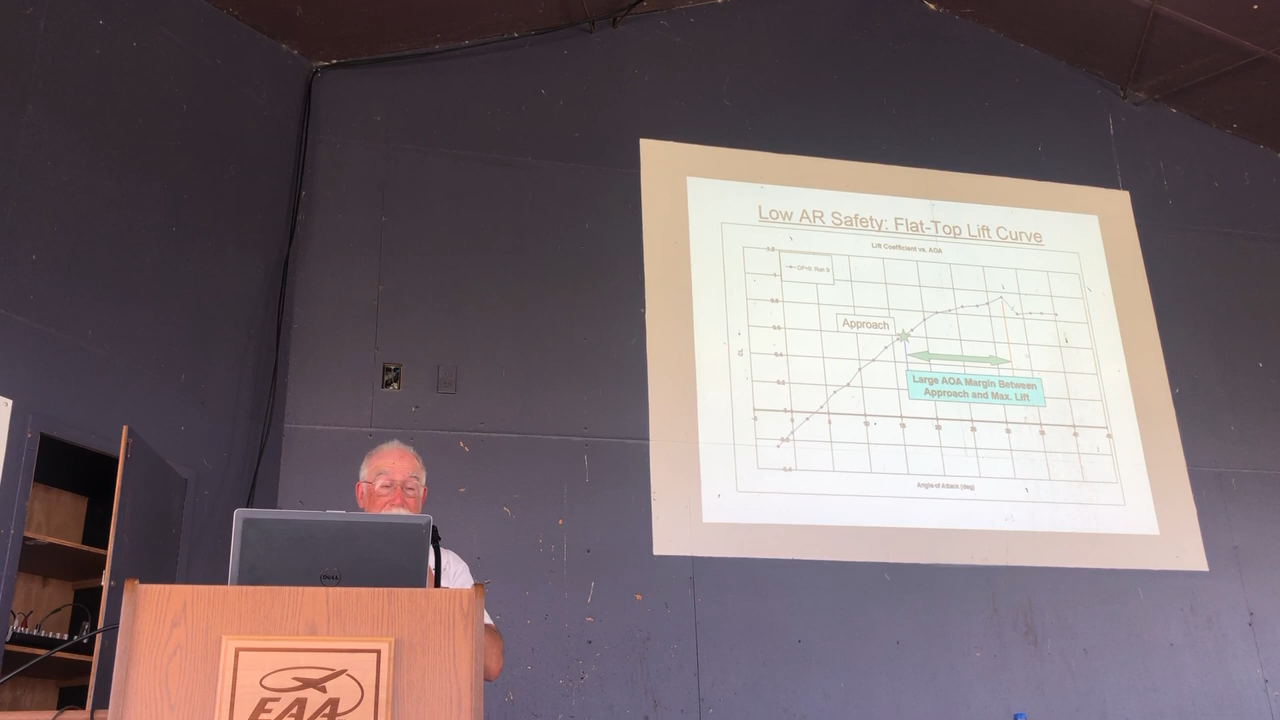 Low AR Safety: Flat-Top Lift Curve
Lift Coefficient vs. AOA
Approach
Large AOA Margin Between
Approach and Max. Lift
Angle of Attack (deg)
DELL
EAA